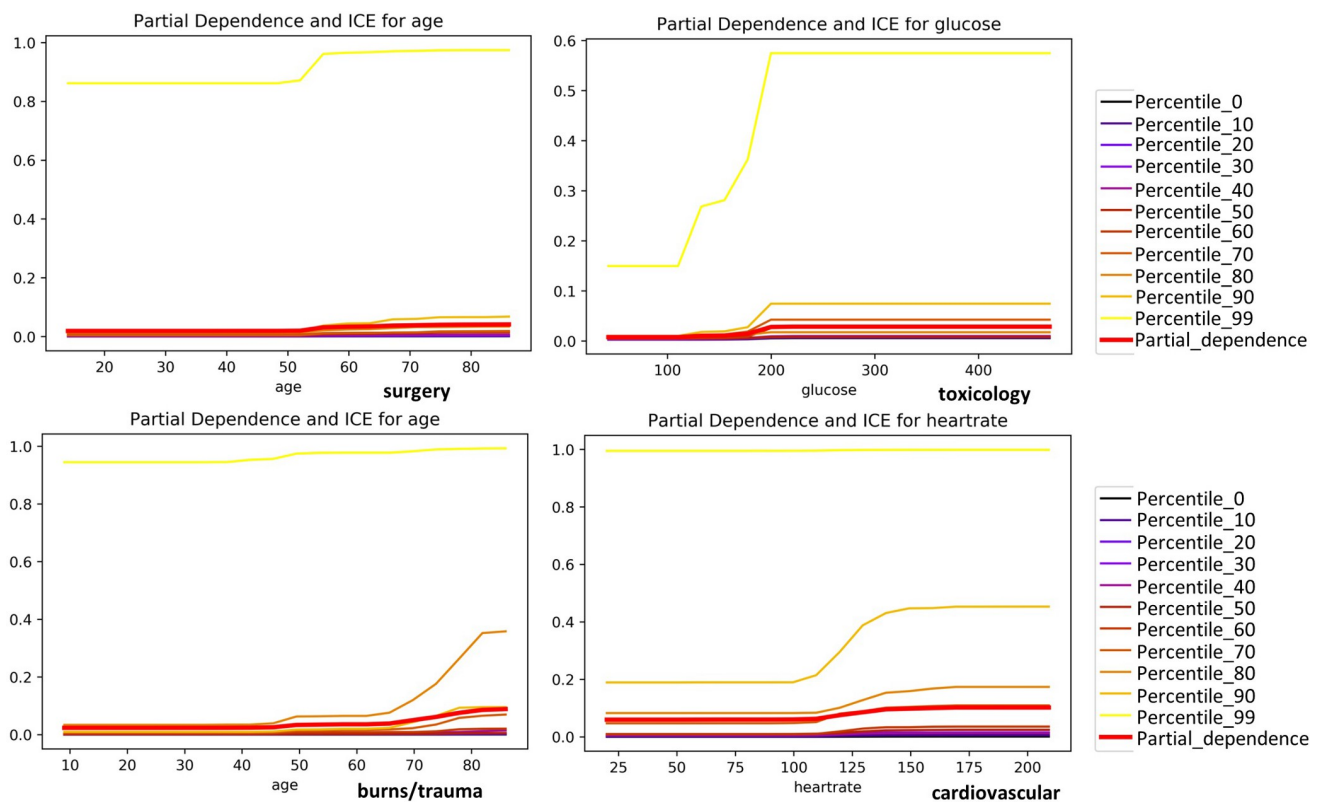 Partial Dependence and ICE for age
1.0
0.8
0.6
0.4
0.2
0.0
20 30 40 50 60 70 80
age
surgery
Partial Dependence and ICE for glucose
0.6
0.5
0.4
0.3
0.2
0.1
0.0
100 200 300 400
glucose
toxicology
Percentile_0
Percentile_10
Percentile_20
Percentile_30
Percentile_40
Percentile_50
Percentile_60
Percentile_70
Percentile_80
Percentile_90
Percentile_99
Partial_dependence
Partial Dependence and ICE for age
1.0
0.8
0.6
0.4
0.2
0.0
10 20 30 40 50 60 70 80
age
burns/trauma
Partial Dependence and ICE for heartrate
1.0
0.8
0.6
0.4
0.2
0.0
25 50 75 100 125 150 175 200
heartrate
cardiovascular
Percentile_0
Percentile_10
Percentile_20
Percentile_30
Percentile_40
Percentile_50
Percentile_60
Percentile_70
Percentile_80
Percentile_90
Percentile_99
Partial_dependence